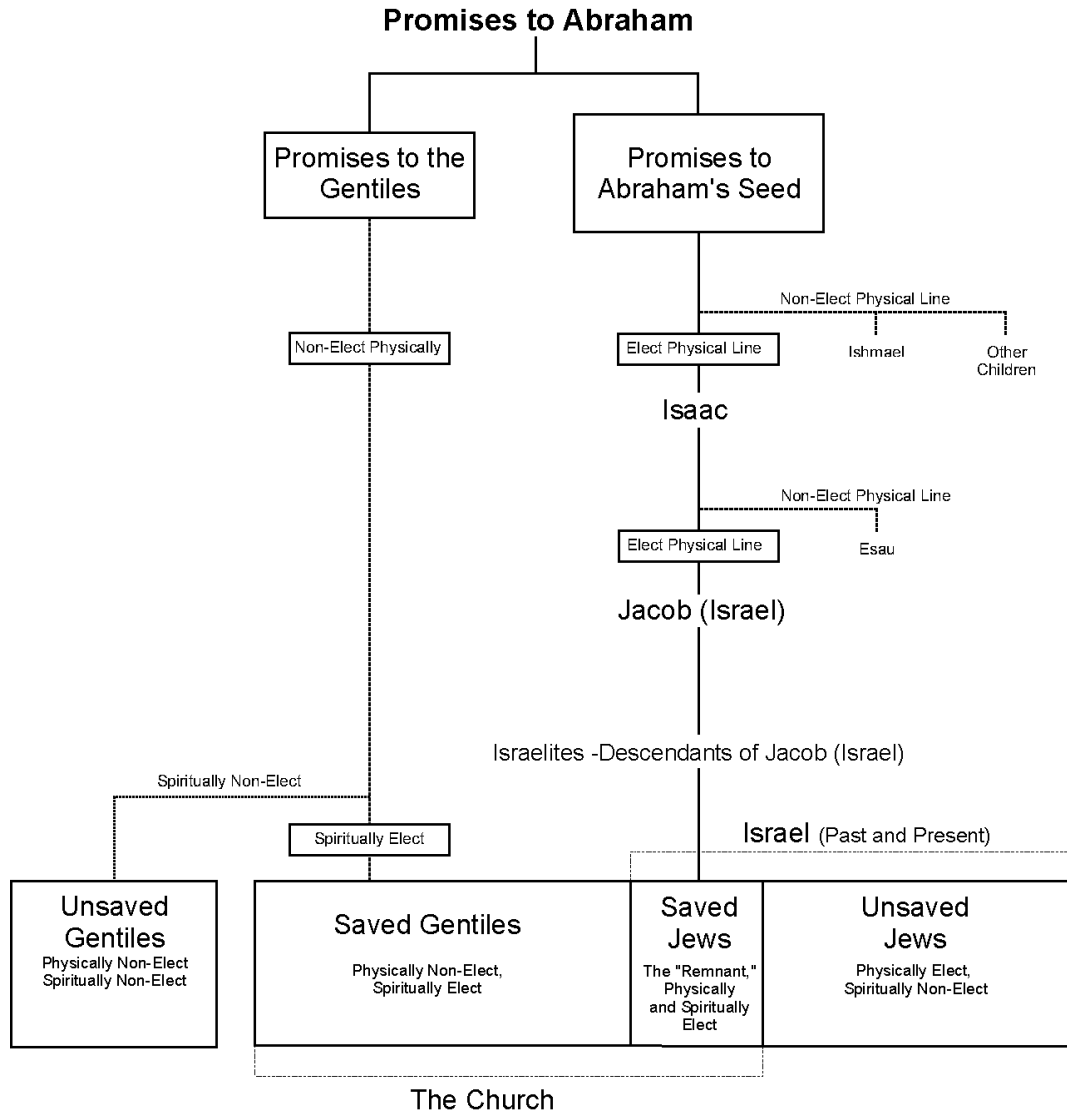 Promises to Abraham
Promises to the
Gentiles
Promises to
Abraham's Seed
Non-Elect Physical Line
Non-Elect Physically
Elect Physical Line
Ishmael
Other
Children
Isaac
Non-Elect Physical Line
Elect Physical Line
Esau
Jacob (Israel)
Israelites -Descendants of Jacob (Israel)
Spiritually Non-Elect
Spiritually Elect
Israel (Past and Present)
Unsaved
Gentiles
Physically Non-Elect
Spiritually Non-Elect
Saved Gentiles
Physically Non-Elect,
Spiritually Elect
Saved
Jews
The "Remnant,"
Physically
and Spiritually
Elect
Unsaved
Jews
Physically Elect,
Spiritually Non-Elect
The Church